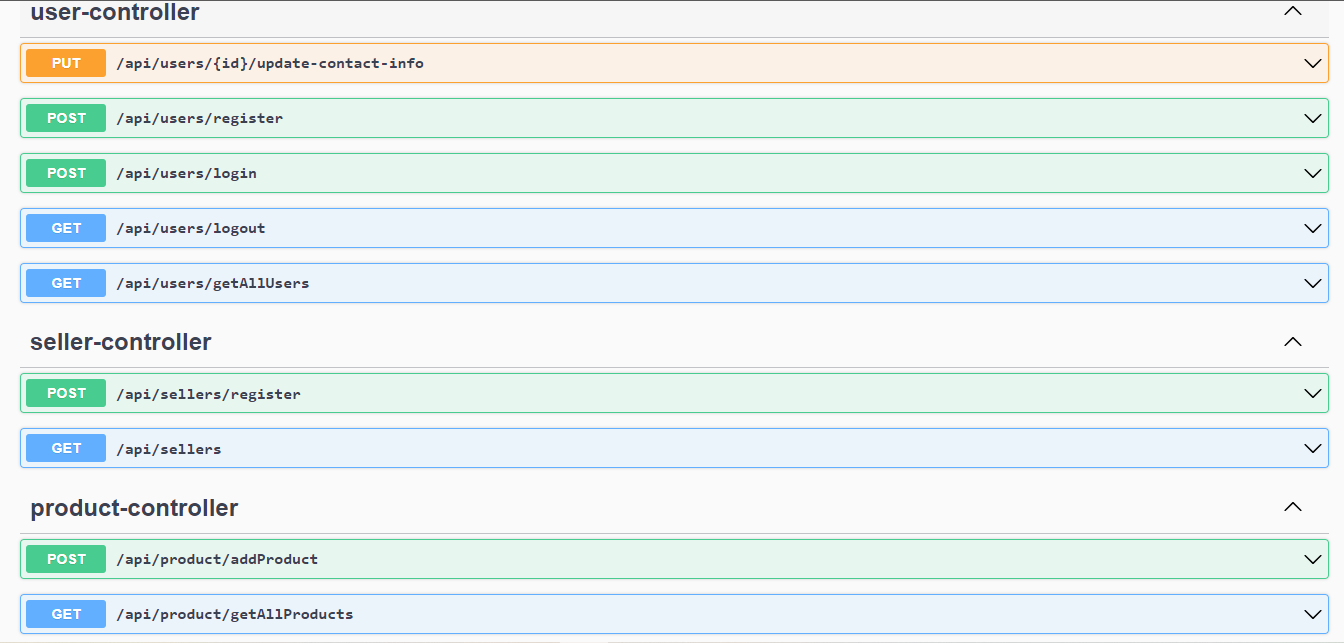 user-controller
PUT /api/users/{id}/update-contact-info
POST /api/users/register
POST /api/users/login
GET /api/users/logout
GET /api/users/getAllUsers
seller-controller
POST /api/sellers/register
GET /api/sellers
product-controller
POST /api/product/addProduct
GET /api/product/getAllProducts